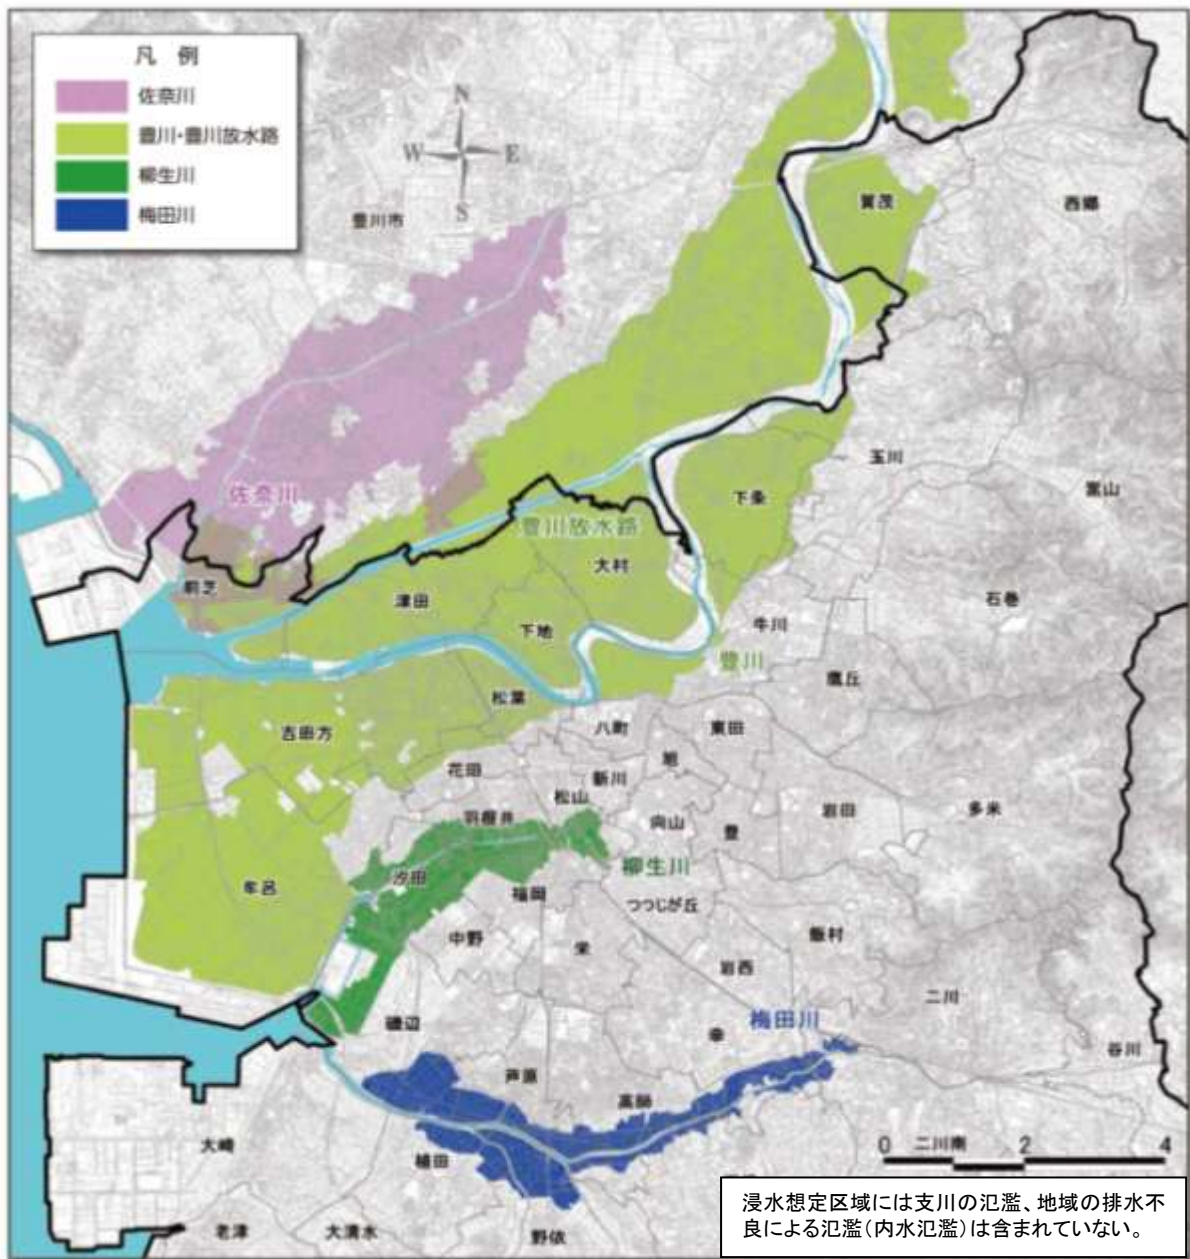 凡 例
佐奈川
豊川・豊川放水路
柳生川
梅田川
N
W E
S
豊川市
賀茂
西郷
玉川
嵩山
下条
佐奈川
豊川放水路
大村
前芝
津田
下地
石巻
牛川
豊川
鷹丘
松葉
吉田方
八町
東田
旭
花田
新川
松山
羽根井
向山
豊
岩田
多米
牟呂
汐田
柳生川
福岡
つつじが丘
中野
栄
飯村
岩西
二川
磯辺
梅田川
幸
谷川
芦原
高師
大崎
植田
0 二川南 2 4
老津
大清水
野依
浸水想定区域には支川の氾濫、地域の排水不
良による氾濫(内水氾濫)は含まれていない。